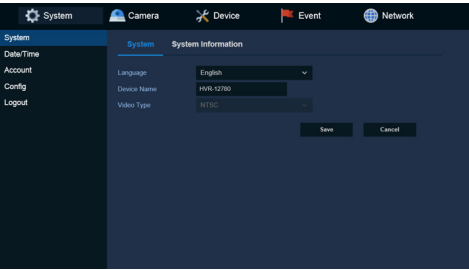 System Camera Device Event Network
System
Date/Time
Account
Config
Logout
System System Information
Language English
Device Name HVR-12780
Video Type NTSC
Save Cancel